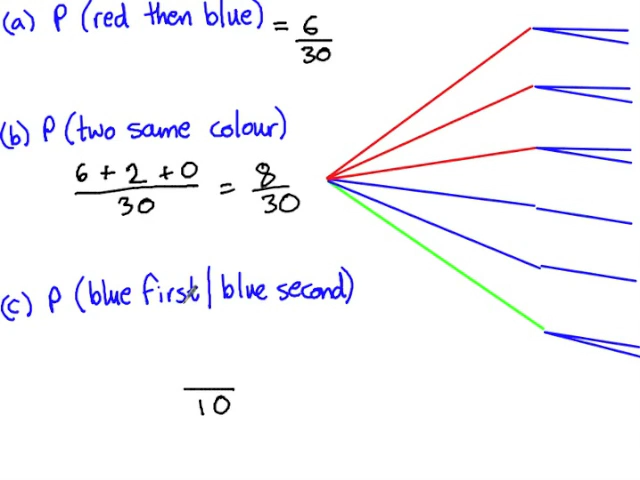 (a) P (red then blue) = 6/30
(b) P (two same colour)
6 + 2 + 0 / 30 = 8/30
(c) P (blue first | blue second)
/10